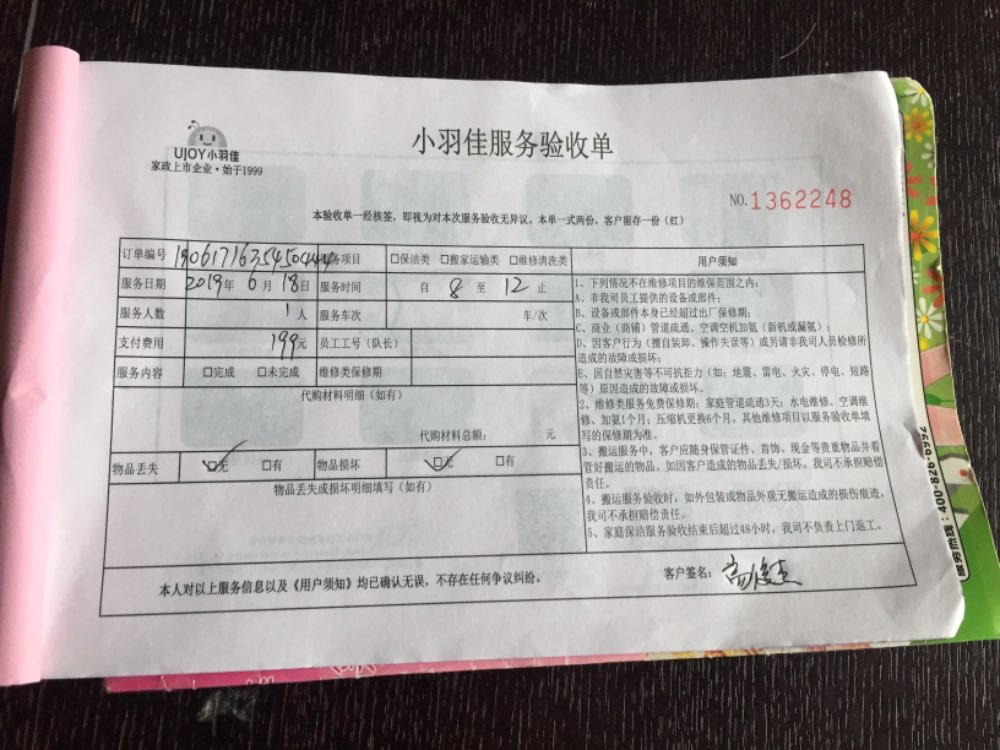 UJOY小羽佳
家政上市企业·始于1999
小羽佳服务验收单
NO.1362248
本验收单一经核签，即视为对本次服务验收无异议。本单一式两份，客户留存一份（红）
订单编号 服务项目 □保洁类 □搬家运输类 □维修清洗类 用户须知
服务日期 2019年6月18日 服务时间 自 8 至 12 止
服务人数 1人 服务车次 车/次
支付费用 199元 员工工号（队长）
服务内容 □完成 □未完成 维修类保修期
代购材料明细（如有）
代购材料总额： 元
物品丢失 ☑无 □有 物品损坏 ☑无 □有
物品丢失或损坏明细填写（如有）
1、下列情况不在维修项目的维保范围之内：
A、非我司员工提供的设备或部件；
B、设备或部件本身已经超过出厂保修期；
C、商业（商铺）管道疏通、空调空机加氨（新机或漏氨）；
D、因客户行为（擅自装卸、操作失误等）或另请非我司人员检修所
造成的故障或损坏；
E、因自然灾害等不可抗拒力（如：地震、雷电、火灾、停电、短路
等）原因造成的故障或损坏。
2、维修类服务免费保修期：家庭管道疏通3天；水电维修、空调维
修、加氨1个月；压缩机更换6个月。其他维修项目以服务验收单填
写的保修期为准。
3、搬运服务中，客户应随身保管证件、首饰、现金等贵重物品并看
管好搬运的物品，如因客户造成的物品丢失/损坏，我司不承担赔偿
责任。
4、搬运服务验收时，如外包装或物品外观无搬运造成的损伤痕迹，
我司不承担赔偿责任。
5、家庭保洁服务验收结束后超过48小时，我司不负责上门返工。
本人对以上服务信息以及《用户须知》均已确认无误，不存在任何争议纠纷。
客户签名：
服务热线：400-826-6992